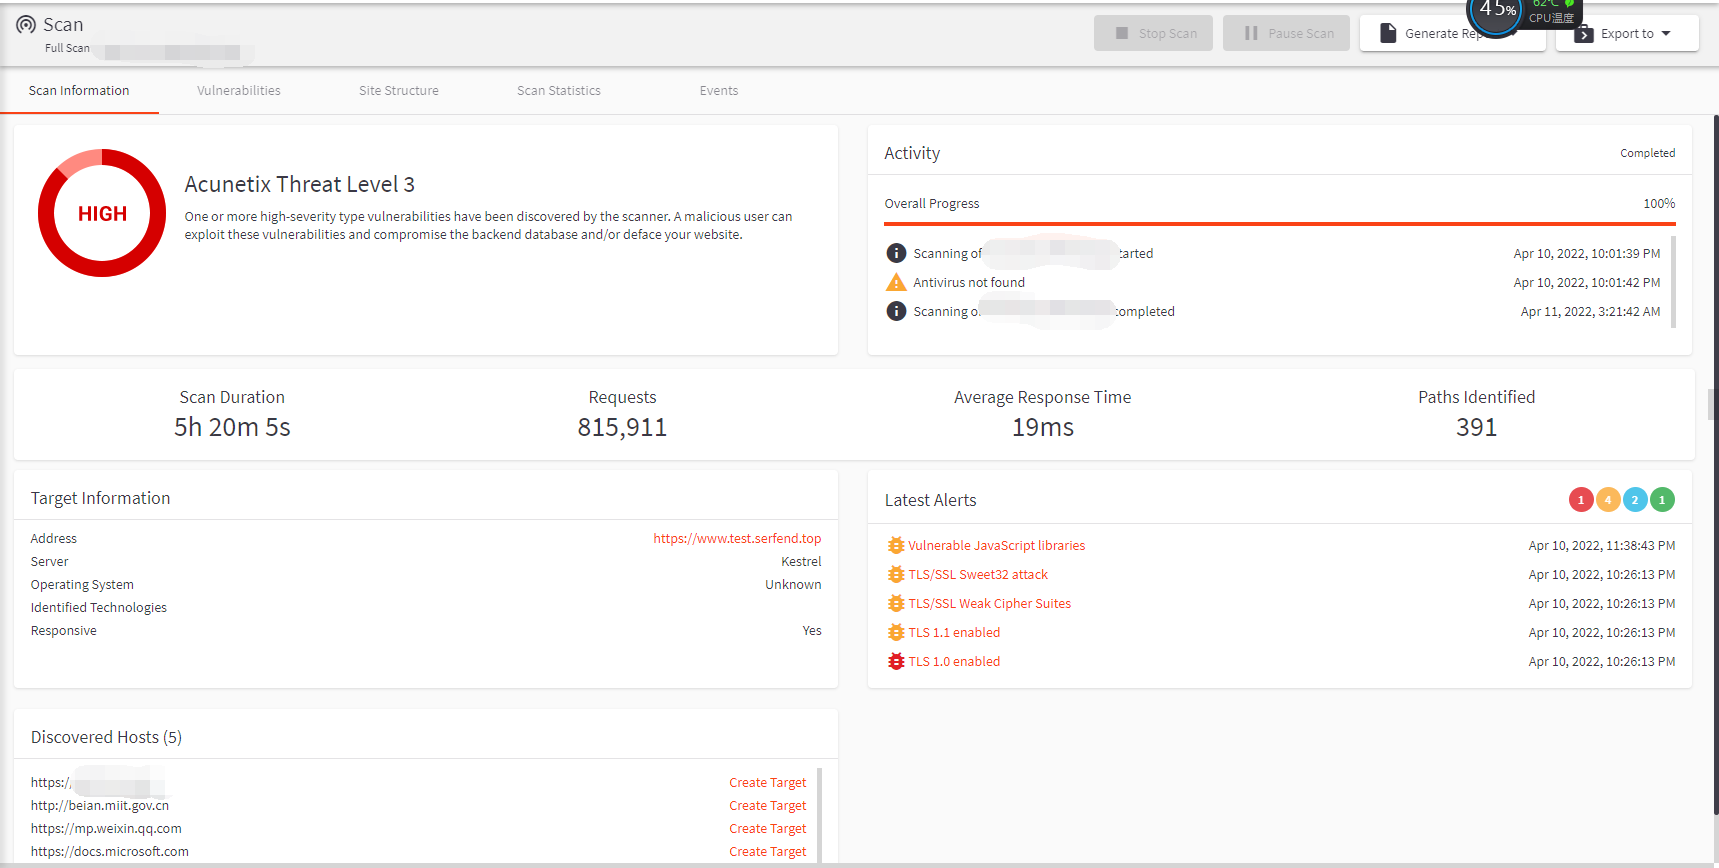 Scan
Full Scan
Stop Scan
Pause Scan
Generate
Export to
45%
62°C
CPU温度
Scan Information
Vulnerabilities
Site Structure
Scan Statistics
Events
HIGH
Acunetix Threat Level 3
One or more high-severity type vulnerabilities have been discovered by the scanner. A malicious user can
exploit these vulnerabilities and compromise the backend database and/or deface your website.
Activity
Completed
Overall Progress
100%
Scanning of tarted
Apr 10, 2022, 10:01:39 PM
Antivirus not found
Apr 10, 2022, 10:01:42 PM
Scanning completed
Apr 11, 2022, 3:21:42 AM
Scan Duration
5h 20m 5s
Requests
815,911
Average Response Time
19ms
Paths Identified
391
Target Information
Address
https://www.test.serfend.top
Server
Kestrel
Operating System
Unknown
Identified Technologies
Responsive
Yes
Latest Alerts
1 4 2 1
Vulnerable JavaScript libraries
Apr 10, 2022, 11:38:43 PM
TLS/SSL Sweet32 attack
Apr 10, 2022, 10:26:13 PM
TLS/SSL Weak Cipher Suites
Apr 10, 2022, 10:26:13 PM
TLS 1.1 enabled
Apr 10, 2022, 10:26:13 PM
TLS 1.0 enabled
Apr 10, 2022, 10:26:13 PM
Discovered Hosts (5)
https:/
Create Target
http://beian.miit.gov.cn
Create Target
https://mp.weixin.qq.com
Create Target
https://docs.microsoft.com
Create Target